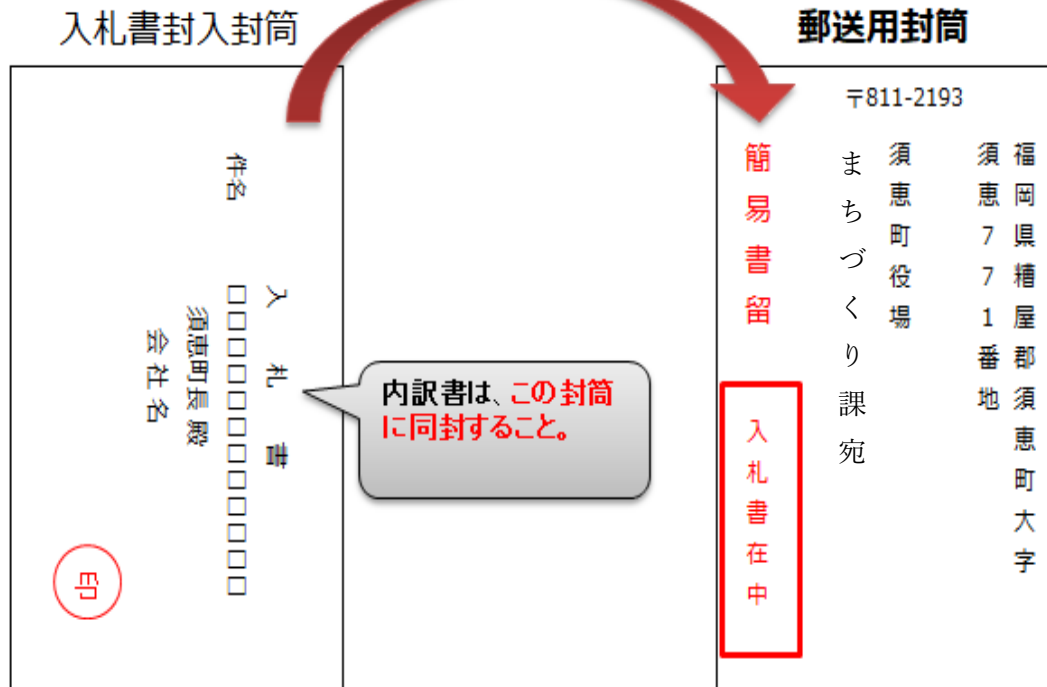 入札書封入封筒
入札書
件名 □□□□□□□□□□□□□
須恵町長 殿
会社名
印
内訳書は、この封筒
に同封すること。
郵送用封筒
〒811-2193
福岡県糟屋郡須恵町大字
須恵771番地
須恵町役場
まちづくり課宛
簡易書留
入札書在中